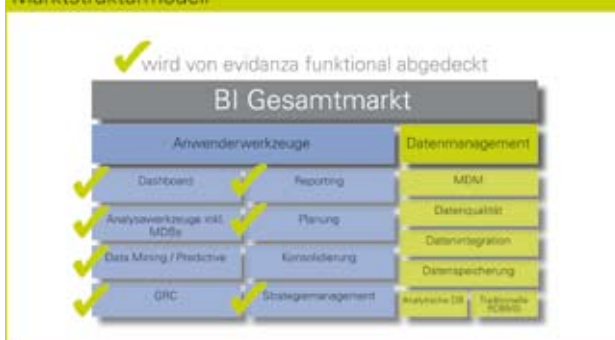 Marktstrukturmodell
wird von evidanza funktional abgedeckt
BI Gesamtmarkt
Anwenderwerkzeuge
Datenmanagement
Dashboard
Reporting
MDM
Analysewerkzeuge inkl.
MDBs
Planung
Datenqualität
Datenintegration
Data Mining / Predictive
Konsolidierung
Datenspeicherung
GRC
Strategiemanagement
Analytische DB
Traditionelle
RDBMS